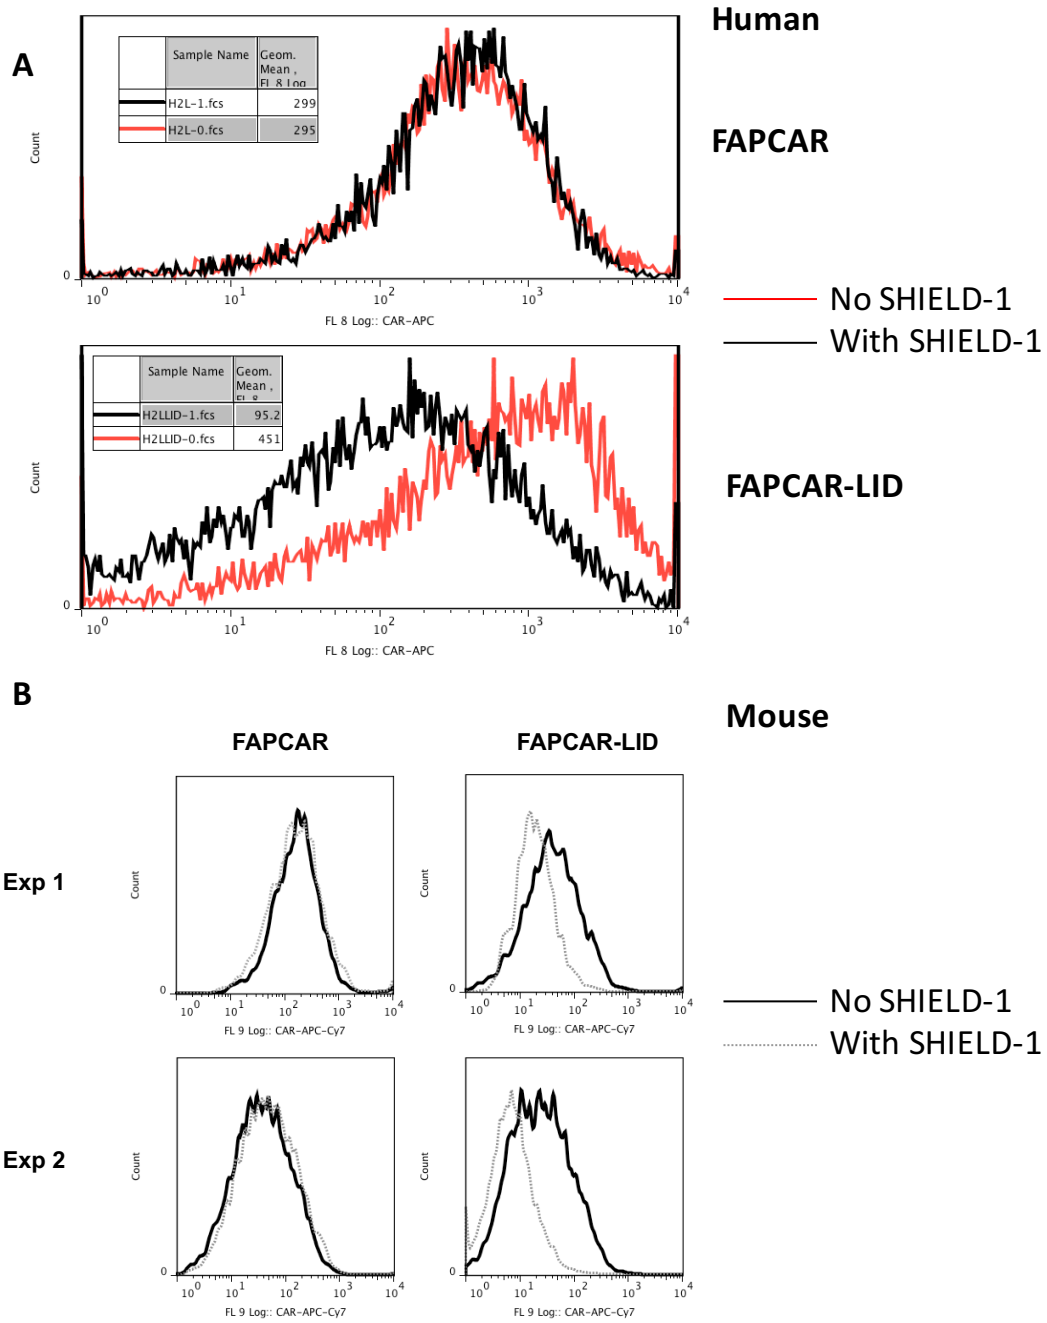 Human
A
Sample Name Geom. Mean , FL 8 Log
H2L-1.fcs 299
H2L-0.fcs 295
Count
0
10^0 10^1 10^2 10^3 10^4
FL 8 Log:: CAR-APC
FAPCAR
No SHIELD-1
With SHIELD-1
Sample Name Geom. Mean , FL 8
H2LLID-1.fcs 95.2
H2LLID-0.fcs 451
Count
0
10^0 10^1 10^2 10^3 10^4
FL 8 Log:: CAR-APC
FAPCAR-LID
B
Mouse
FAPCAR FAPCAR-LID
Exp 1
Count
0
10^0 10^1 10^2 10^3 10^4
FL 9 Log:: CAR-APC-Cy7
Count
0
10^0 10^1 10^2 10^3 10^4
FL 9 Log:: CAR-APC-Cy7
No SHIELD-1
With SHIELD-1
Exp 2
Count
0
10^0 10^1 10^2 10^3 10^4
FL 9 Log:: CAR-APC-Cy7
Count
0
10^0 10^1 10^2 10^3 10^4
FL 9 Log:: CAR-APC-Cy7